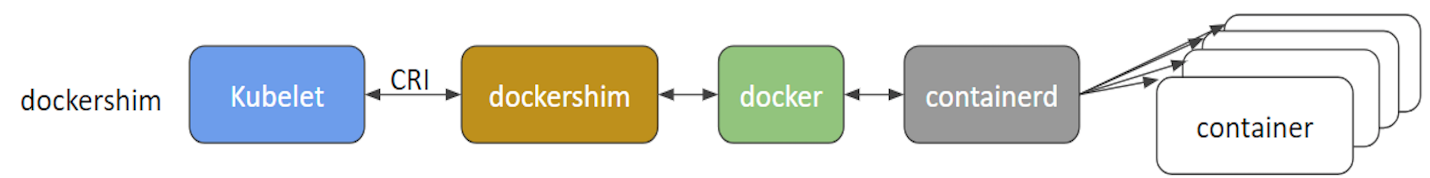 dockershim
Kubelet
CRI
dockershim
docker
containerd
container